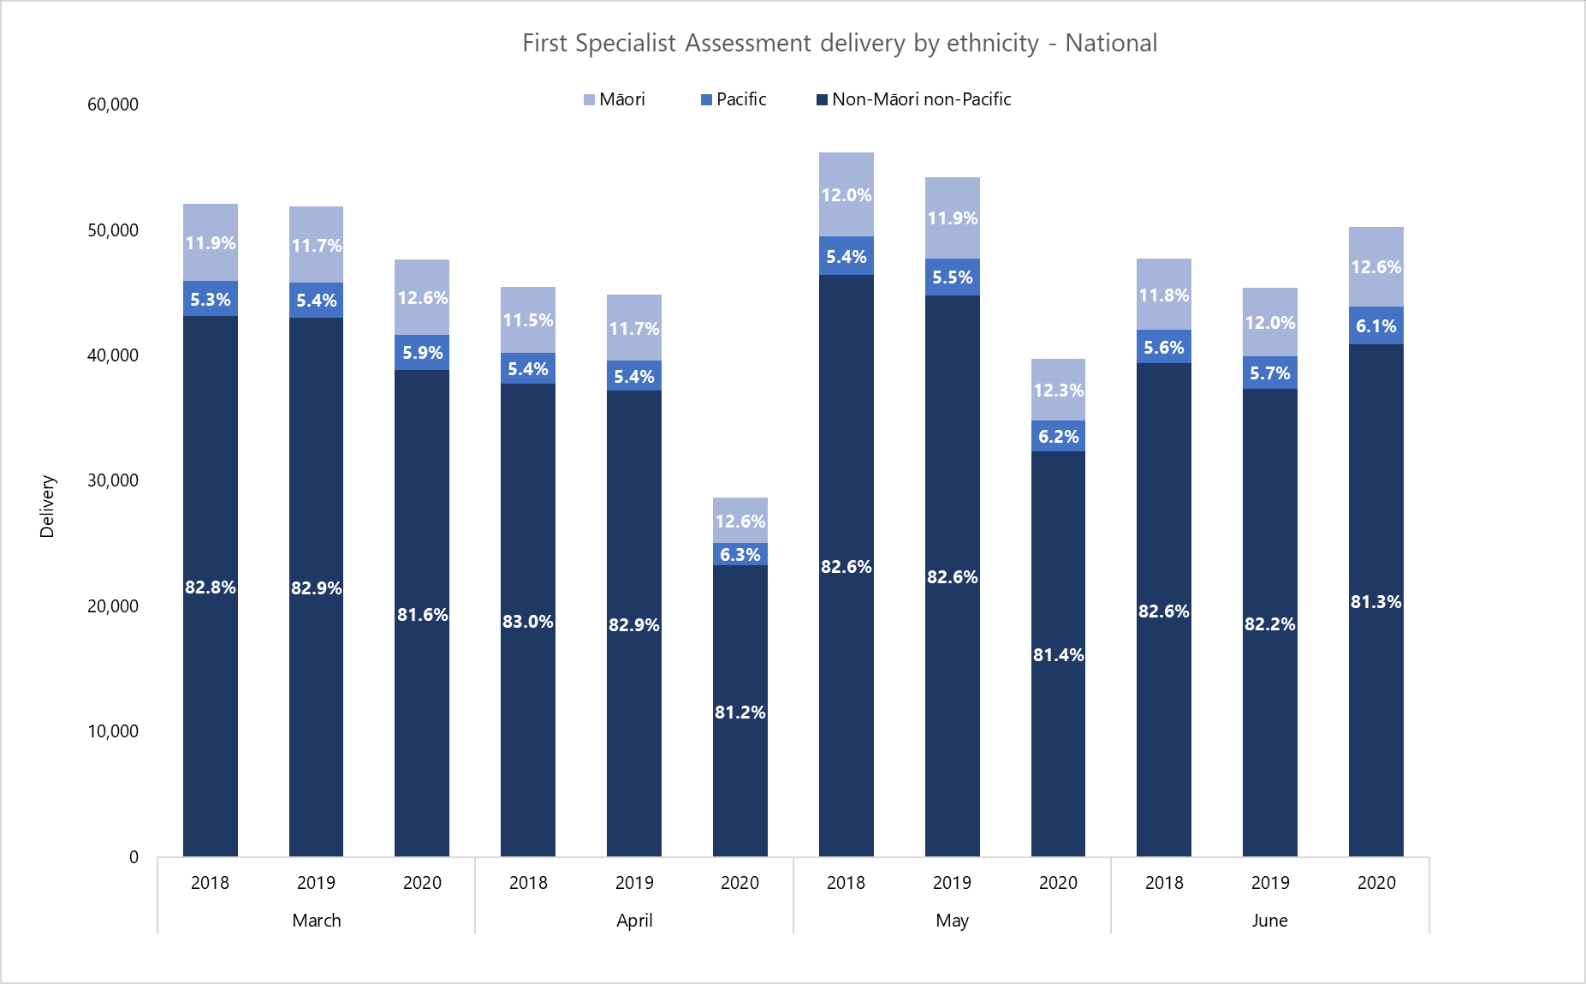 First Specialist Assessment delivery by ethnicity - National
Māori Pacific Non-Māori non-Pacific
60,000
50,000
40,000
30,000
20,000
10,000
0
Delivery
11.9% 11.7% 12.6% 11.5% 11.7% 12.6% 12.0% 11.9% 12.3% 11.8% 12.0% 12.6%
5.3% 5.4% 5.9% 5.4% 5.4% 6.3% 5.4% 5.5% 6.2% 5.6% 5.7% 6.1%
82.8% 82.9% 81.6% 83.0% 82.9% 81.2% 82.6% 82.6% 81.4% 82.6% 82.2% 81.3%
2018 2019 2020 2018 2019 2020 2018 2019 2020 2018 2019 2020
March April May June